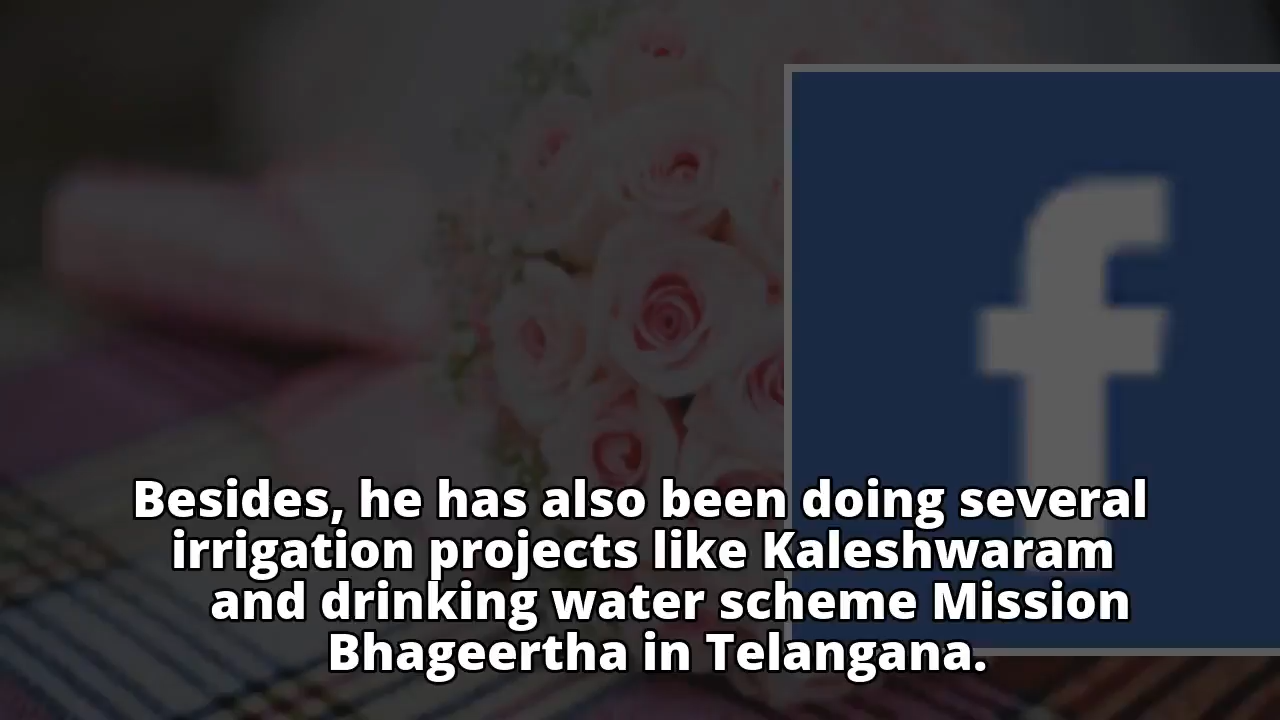 f
Besides, he has also been doing several
irrigation projects like Kaleshwaram
and drinking water scheme Mission
Bhageertha in Telangana.